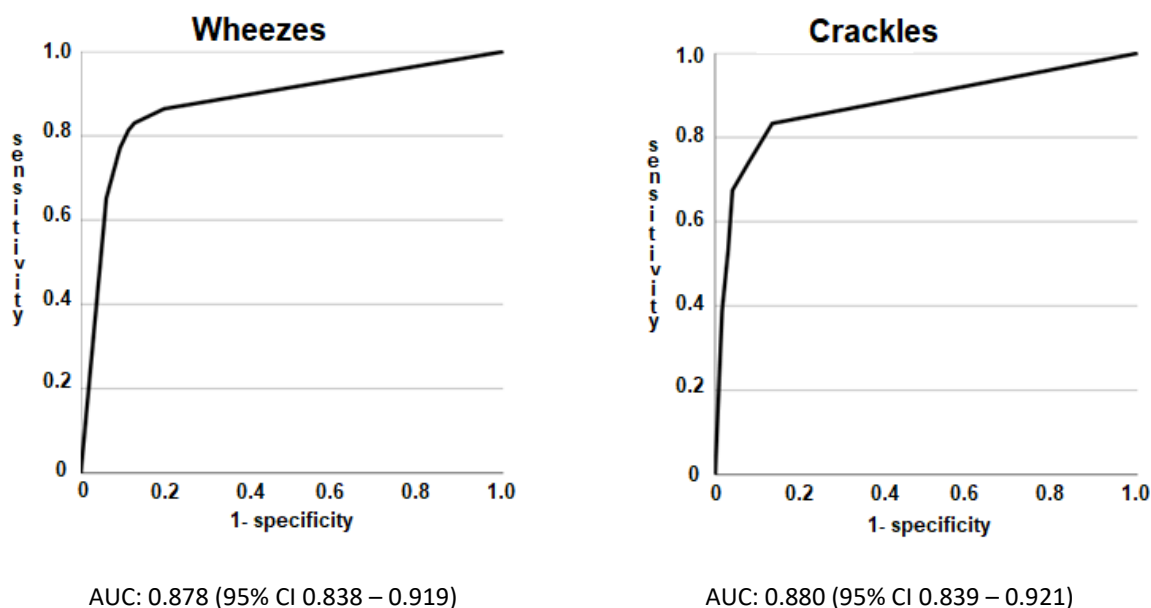 Wheezes
1.0
0.8
0.6
0.4
0.2
0
sensitivity
0 0.2 0.4 0.6 0.8 1.0
1- specificity
AUC: 0.878 (95% CI 0.838 – 0.919)
Crackles
1.0
0.8
0.6
0.4
0.2
0
sensitivity
0 0.2 0.4 0.6 0.8 1.0
1- specificity
AUC: 0.880 (95% CI 0.839 – 0.921)